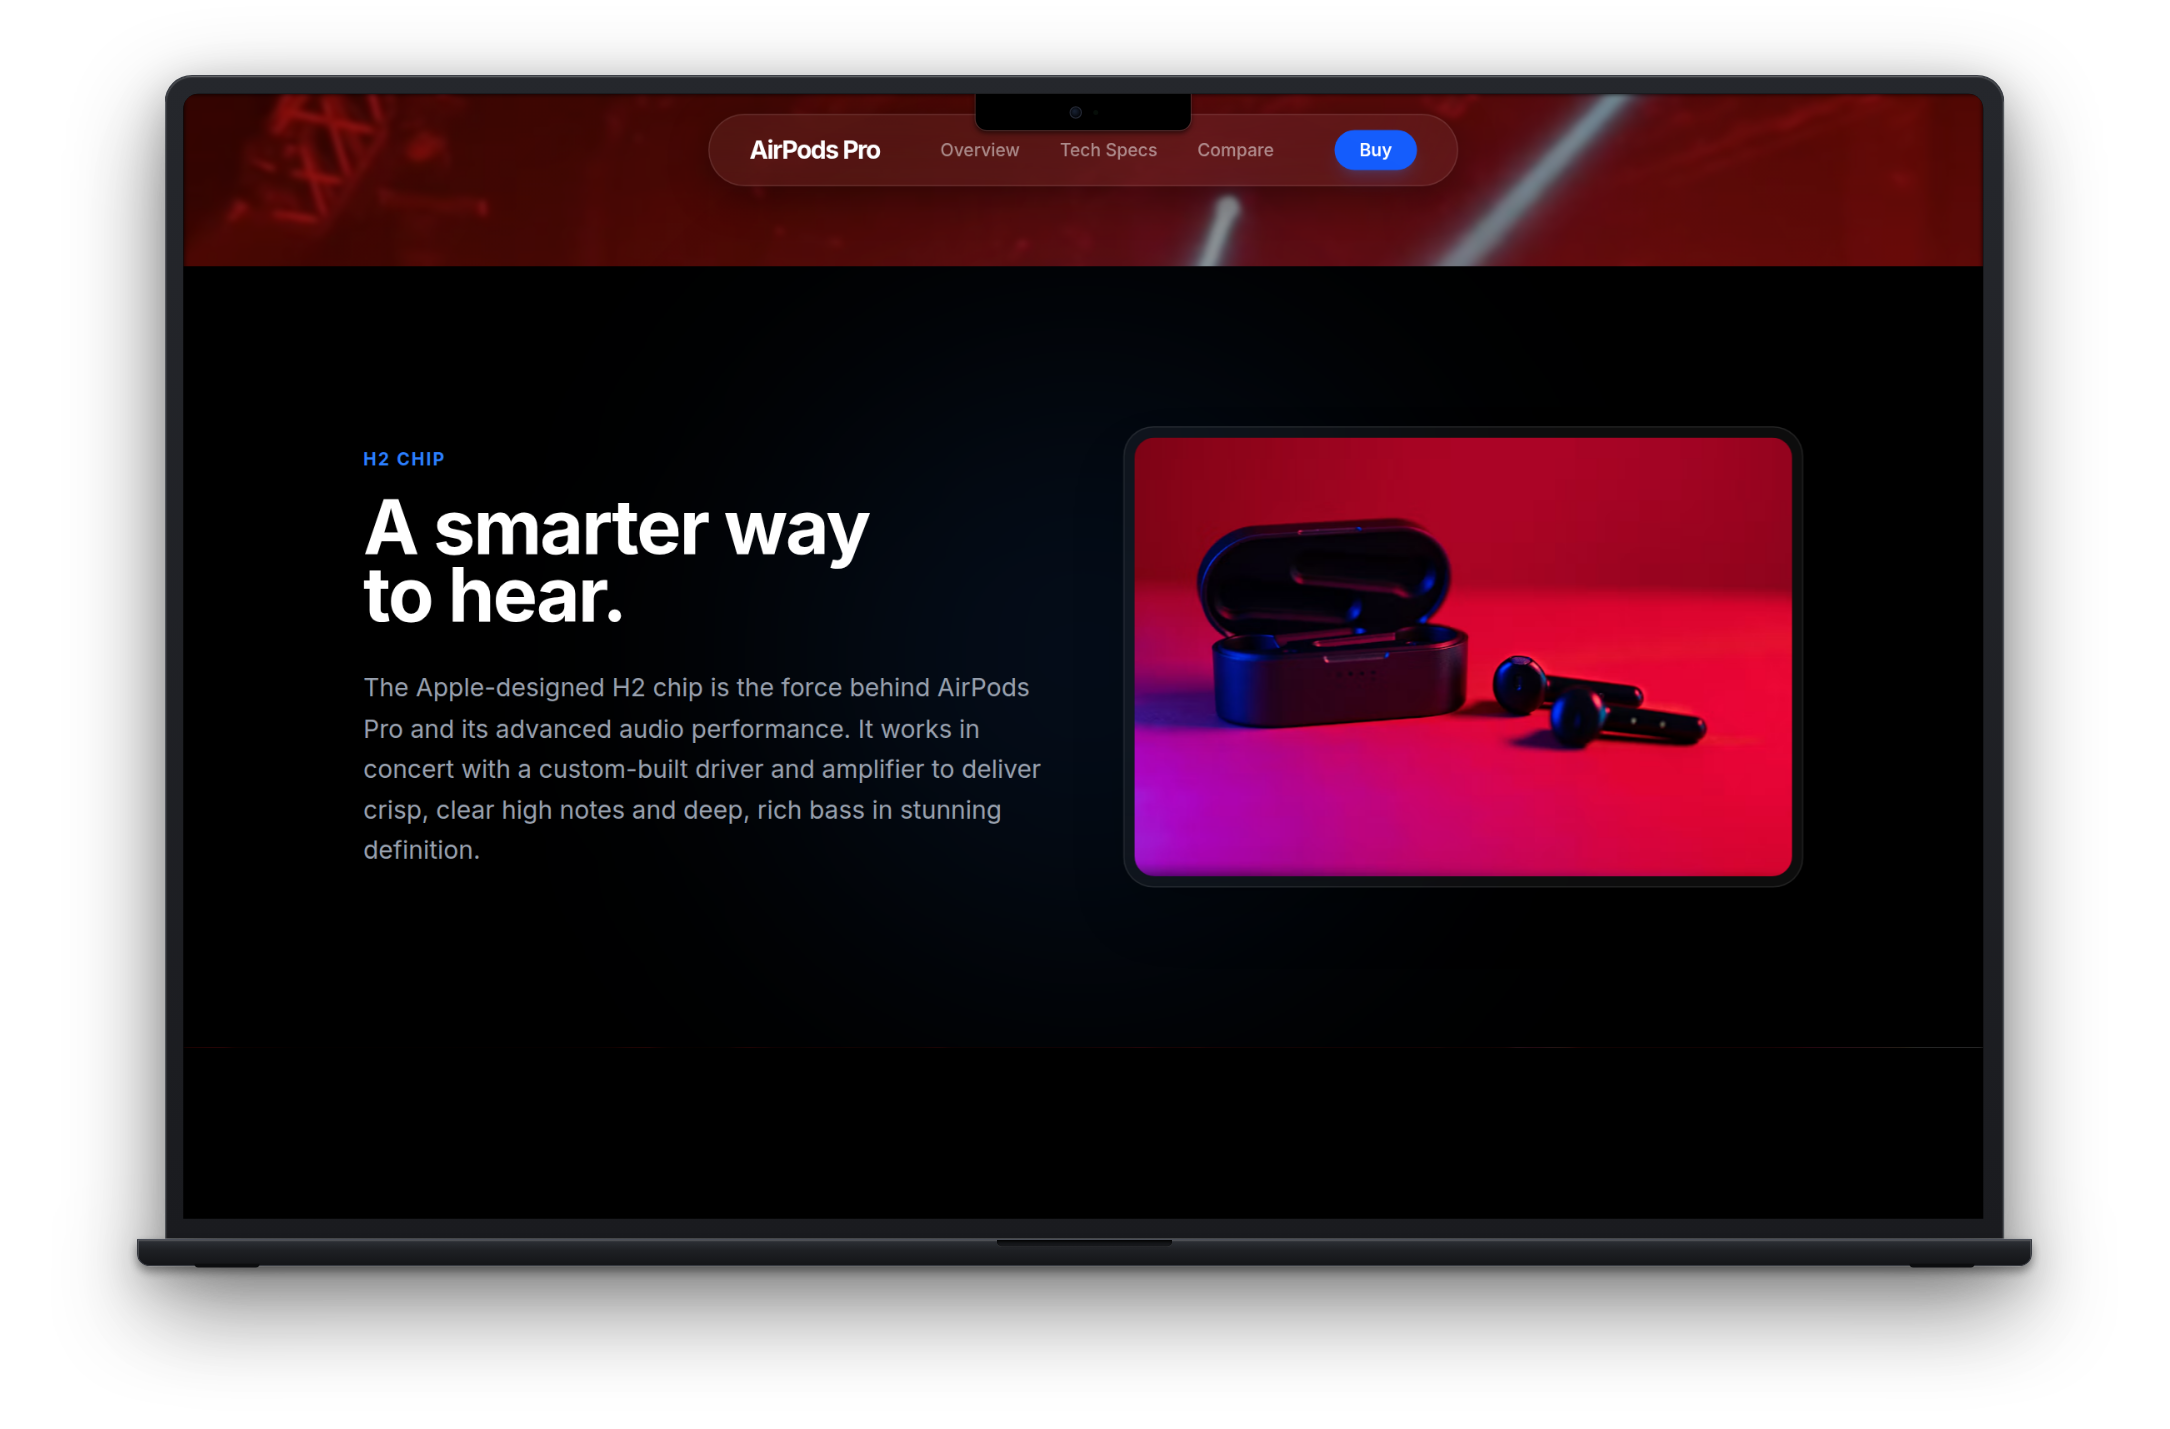 AirPods Pro
Overview
Tech Specs
Compare
Buy
H2 CHIP
A smarter way
to hear.
The Apple-designed H2 chip is the force behind AirPods
Pro and its advanced audio performance. It works in
concert with a custom-built driver and amplifier to deliver
crisp, clear high notes and deep, rich bass in stunning
definition.